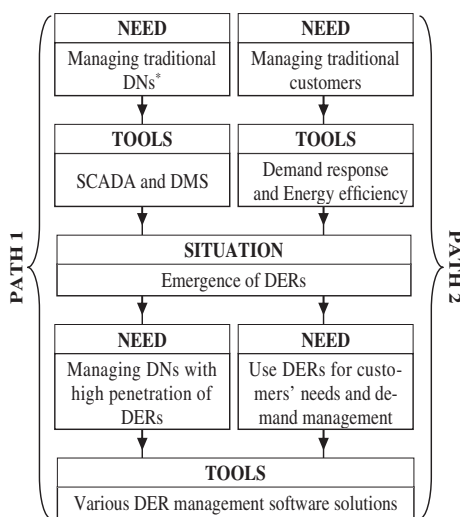 NEED
Managing traditional
DNs*
NEED
Managing traditional
customers
TOOLS
SCADA and DMS
TOOLS
Demand response
and Energy efficiency
SITUATION
Emergence of DERs
NEED
Managing DNs with
high penetration of
DERs
NEED
Use DERs for custo-
mers' needs and de-
mand management
TOOLS
Various DER management software solutions
PATH 1
PATH 2